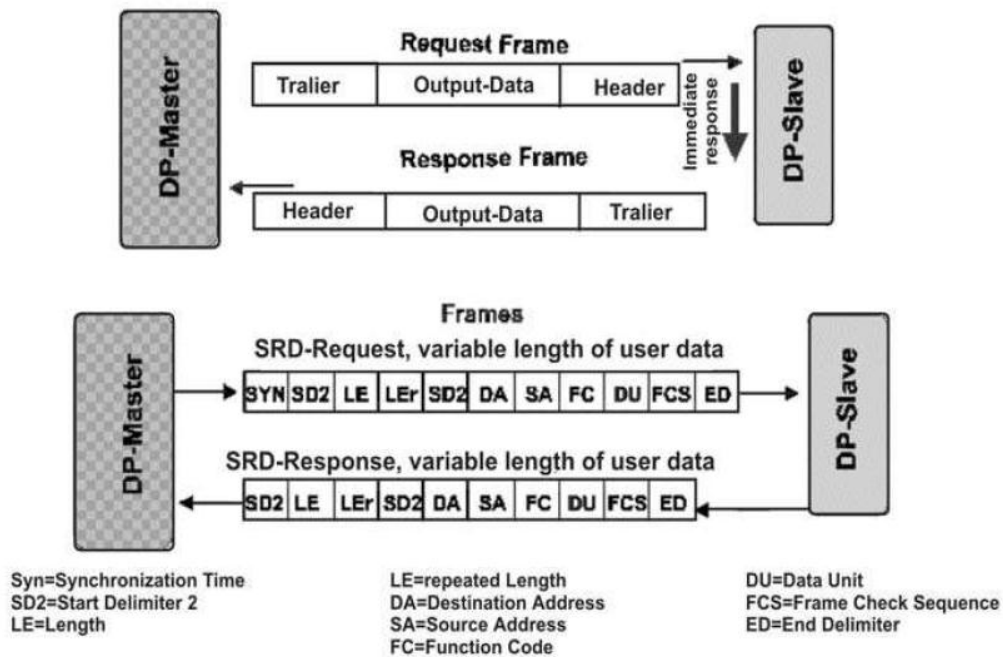 DP-Master
Request Frame
Tralier Output-Data Header
Immediate
response
DP-Slave
Response Frame
Header Output-Data Tralier
DP-Master
Frames
SRD-Request, variable length of user data
SYN SD2 LE LEr SD2 DA SA FC DU FCS ED
DP-Slave
SRD-Response, variable length of user data
SD2 LE LEr SD2 DA SA FC DU FCS ED
Syn=Synchronization Time
SD2=Start Delimiter 2
LE=Length
LE=repeated Length
DA=Destination Address
SA=Source Address
FC=Function Code
DU=Data Unit
FCS=Frame Check Sequence
ED=End Delimiter